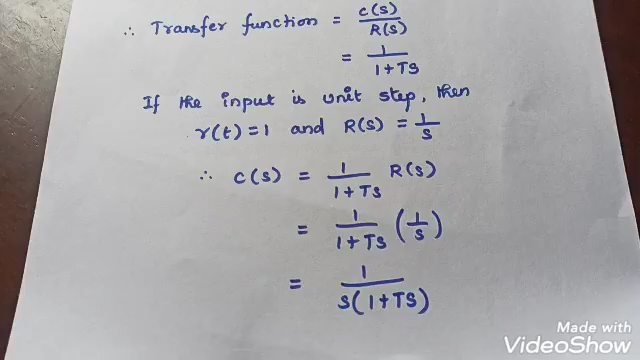 ∴ Transfer function = C(S)/R(S)
= 1/1+TS
If the input is unit step, then
r(t)=1 and R(S) = 1/S
∴ C(S) = 1/1+TS R(S)
= 1/1+TS (1/S)
= 1/S(1+TS)
Made with
VideoShow